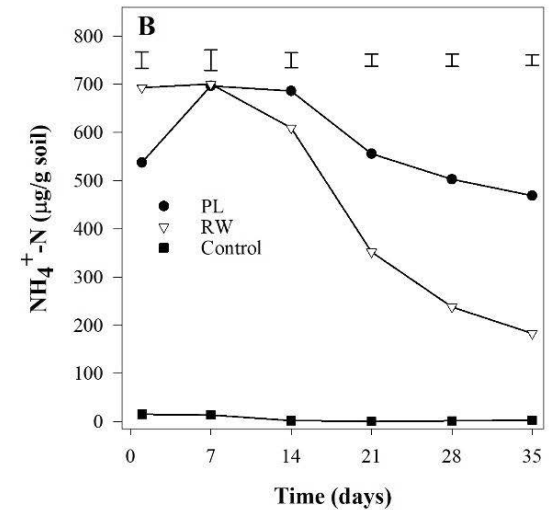 B
800
700
600
500
400
300
200
100
0
NH₄⁺-N (µg/g soil)
PL
RW
Control
0 7 14 21 28 35
Time (days)